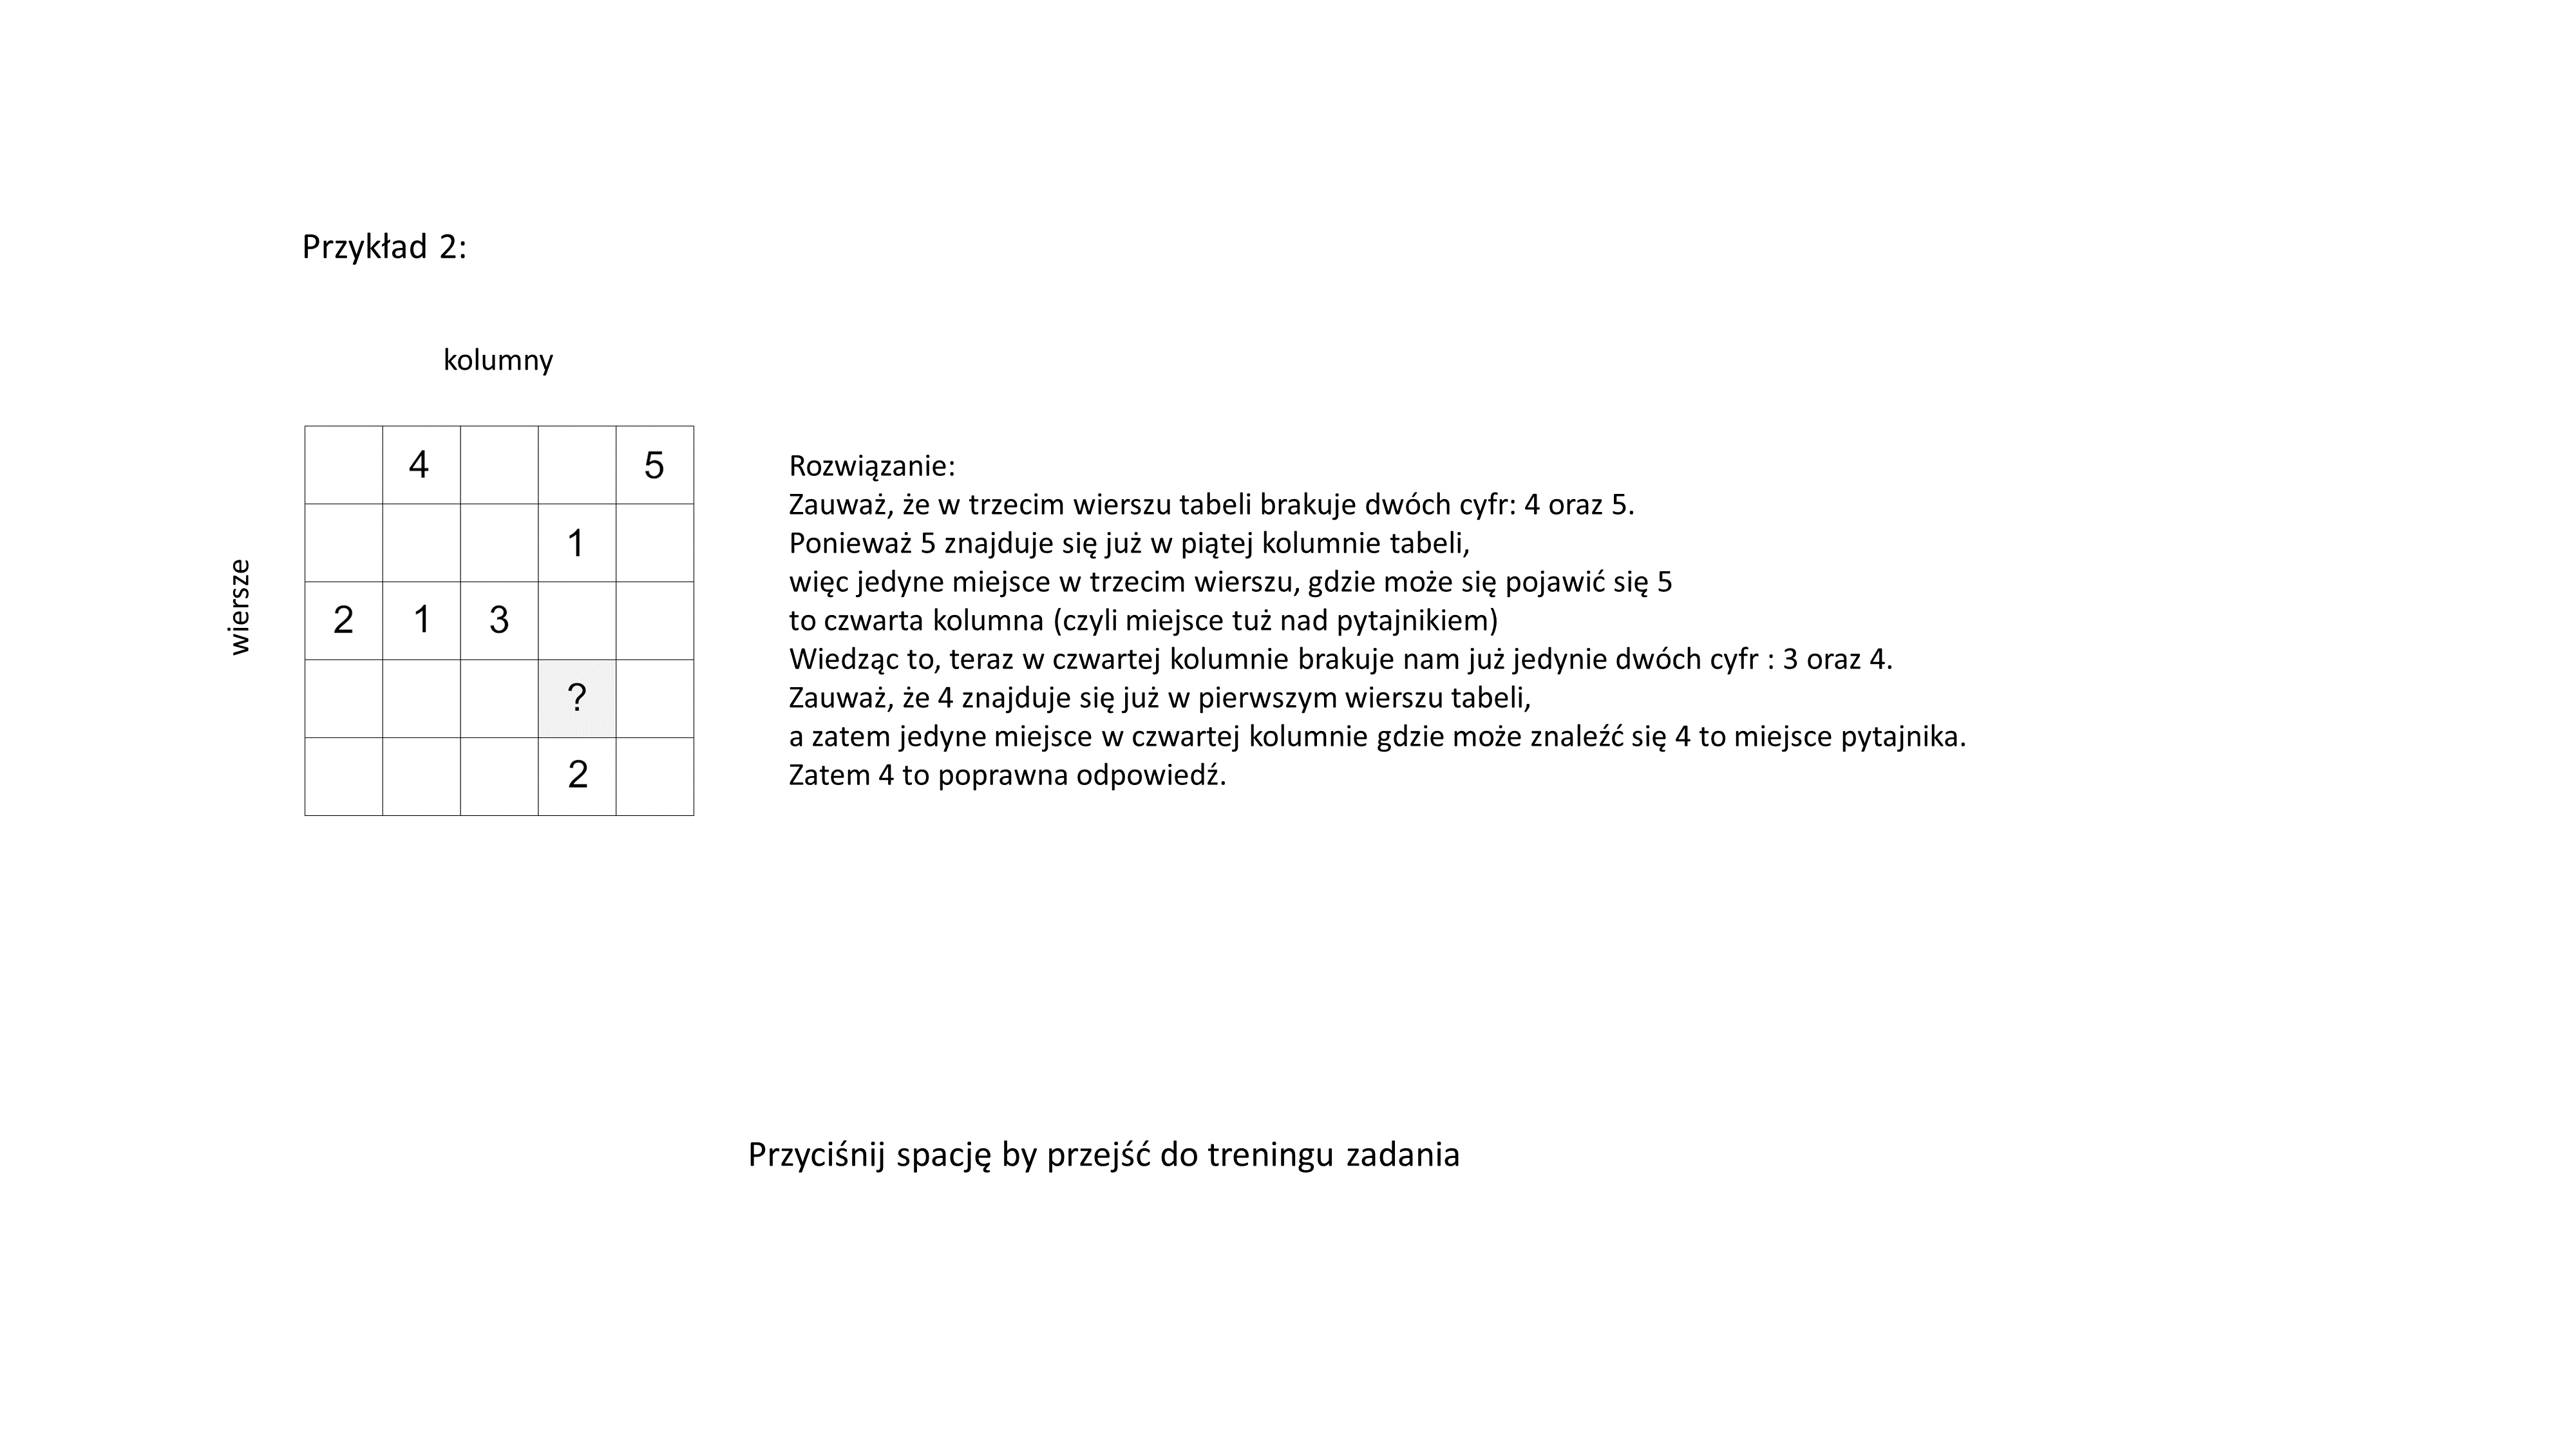 Przykład 2:
kolumny
wiersze
4 5
1
2 1 3
?
2
Rozwiązanie:
Zauważ, że w trzecim wierszu tabeli brakuje dwóch cyfr: 4 oraz 5.
Ponieważ 5 znajduje się już w piątej kolumnie tabeli,
więc jedyne miejsce w trzecim wierszu, gdzie może się pojawić się 5
to czwarta kolumna (czyli miejsce tuż nad pytajnikiem)
Wiedząc to, teraz w czwartej kolumnie brakuje nam już jedynie dwóch cyfr : 3 oraz 4.
Zauważ, że 4 znajduje się już w pierwszym wierszu tabeli,
a zatem jedyne miejsce w czwartej kolumnie gdzie może znaleźć się 4 to miejsce pytajnika.
Zatem 4 to poprawna odpowiedź.
Przyciśnij spację by przejść do treningu zadania